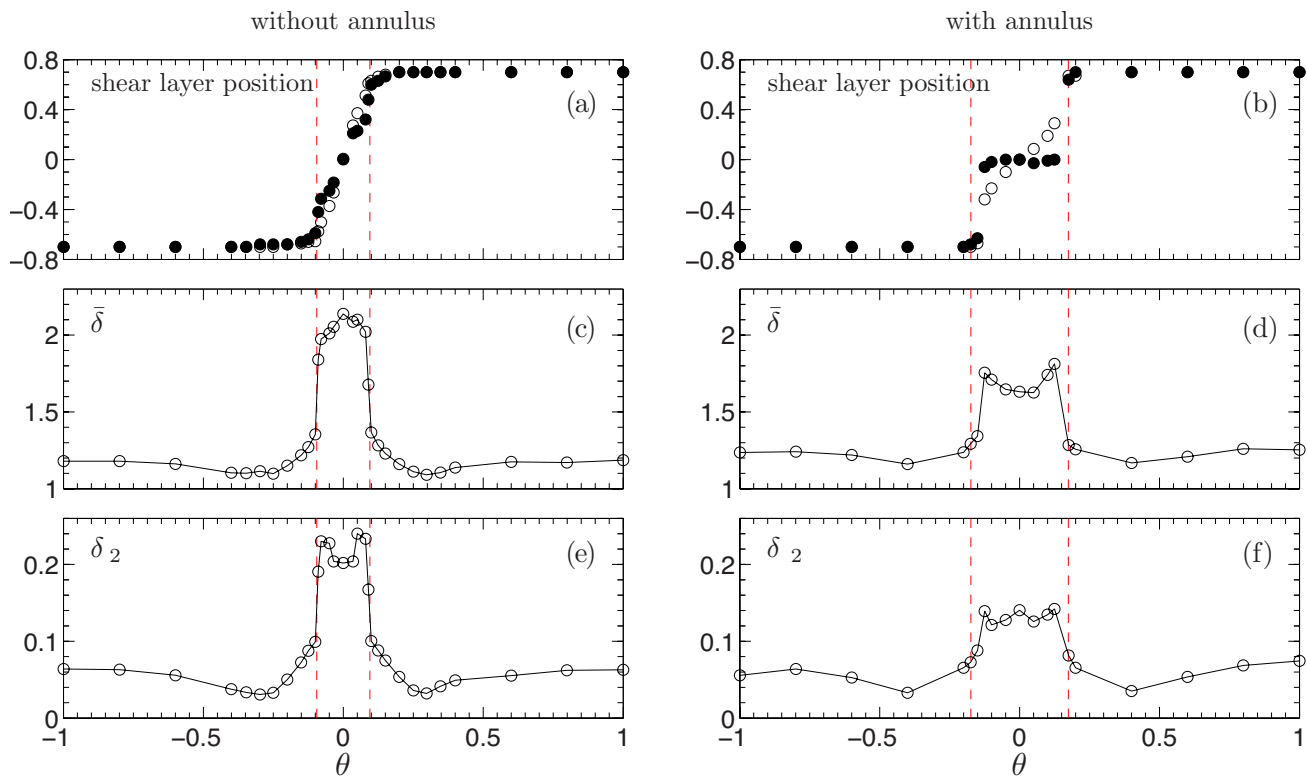 without annulus
with annulus
shear layer position
(a)
0.8
0.4
0
−0.4
−0.8
shear layer position
(b)
0.8
0.4
0
−0.4
−0.8
δ̄
(c)
2
1.5
1
δ̄
(d)
2
1.5
1
δ 2
(e)
0.2
0.1
0
δ 2
(f)
0.2
0.1
0
−1 −0.5 0 0.5 1
θ
−1 −0.5 0 0.5 1
θ